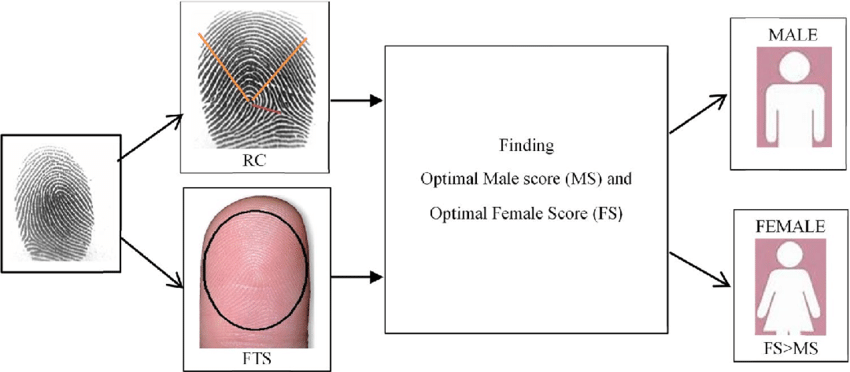 RC
FTS
Finding
Optimal Male score (MS) and
Optimal Female Score (FS)
MALE
FEMALE
FS>MS